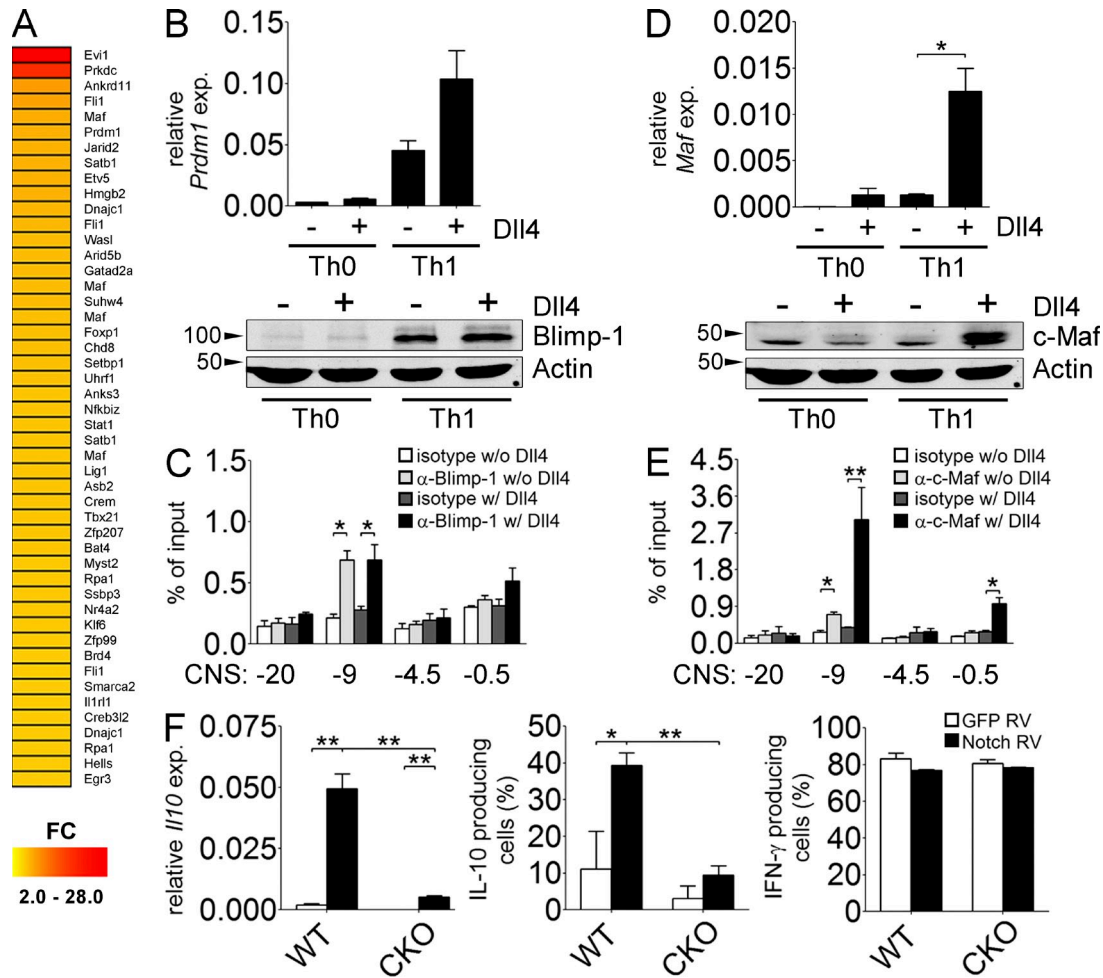 A
Evi1
Prkdc
Ankrd11
Fli1
Maf
Prdm1
Jarid2
Satb1
Etv5
Hmgb2
Dnajc1
Fli1
Wasl
Arid5b
Gatad2a
Maf
Suhw4
Maf
Foxp1
Chd8
Setbp1
Uhrf1
Anks3
Nfkbiz
Stat1
Satb1
Maf
Lig1
Asb2
Crem
Tbx21
Zfp207
Bat4
Myst2
Rpa1
Ssbp3
Nr4a2
Klf6
Zfp99
Brd4
Fli1
Smarca2
Il1rl1
Creb3l2
Dnajc1
Rpa1
Hells
Egr3
FC
2.0 - 28.0
B
relative
Prdm1 exp.
0.15
0.10
0.05
0.00
- + - + Dll4
Th0 Th1
- + - + Dll4
100 Blimp-1
50 Actin
Th0 Th1
C
% of input
1.5
1.0
0.5
0.0
isotype w/o Dll4
α-Blimp-1 w/o Dll4
isotype w/ Dll4
α-Blimp-1 w/ Dll4
* *
CNS: -20 -9 -4.5 -0.5
D
relative
Maf exp.
0.020
0.015
0.010
0.005
0.000
*
- + - + Dll4
Th0 Th1
- + - + Dll4
50 c-Maf
50 Actin
Th0 Th1
E
% of input
4.5
3.6
2.7
1.8
0.9
0.0
isotype w/o Dll4
α-c-Maf w/o Dll4
isotype w/ Dll4
α-c-Maf w/ Dll4
* ** *
CNS: -20 -9 -4.5 -0.5
F
relative Il10 exp.
0.075
0.050
0.025
0.000
** **
**
WT CKO
IL-10 producing
cells (%)
50
40
30
20
10
0
* **
WT CKO
IFN-γ producing
cells (%)
100
80
60
40
20
0
GFP RV
Notch RV
WT CKO